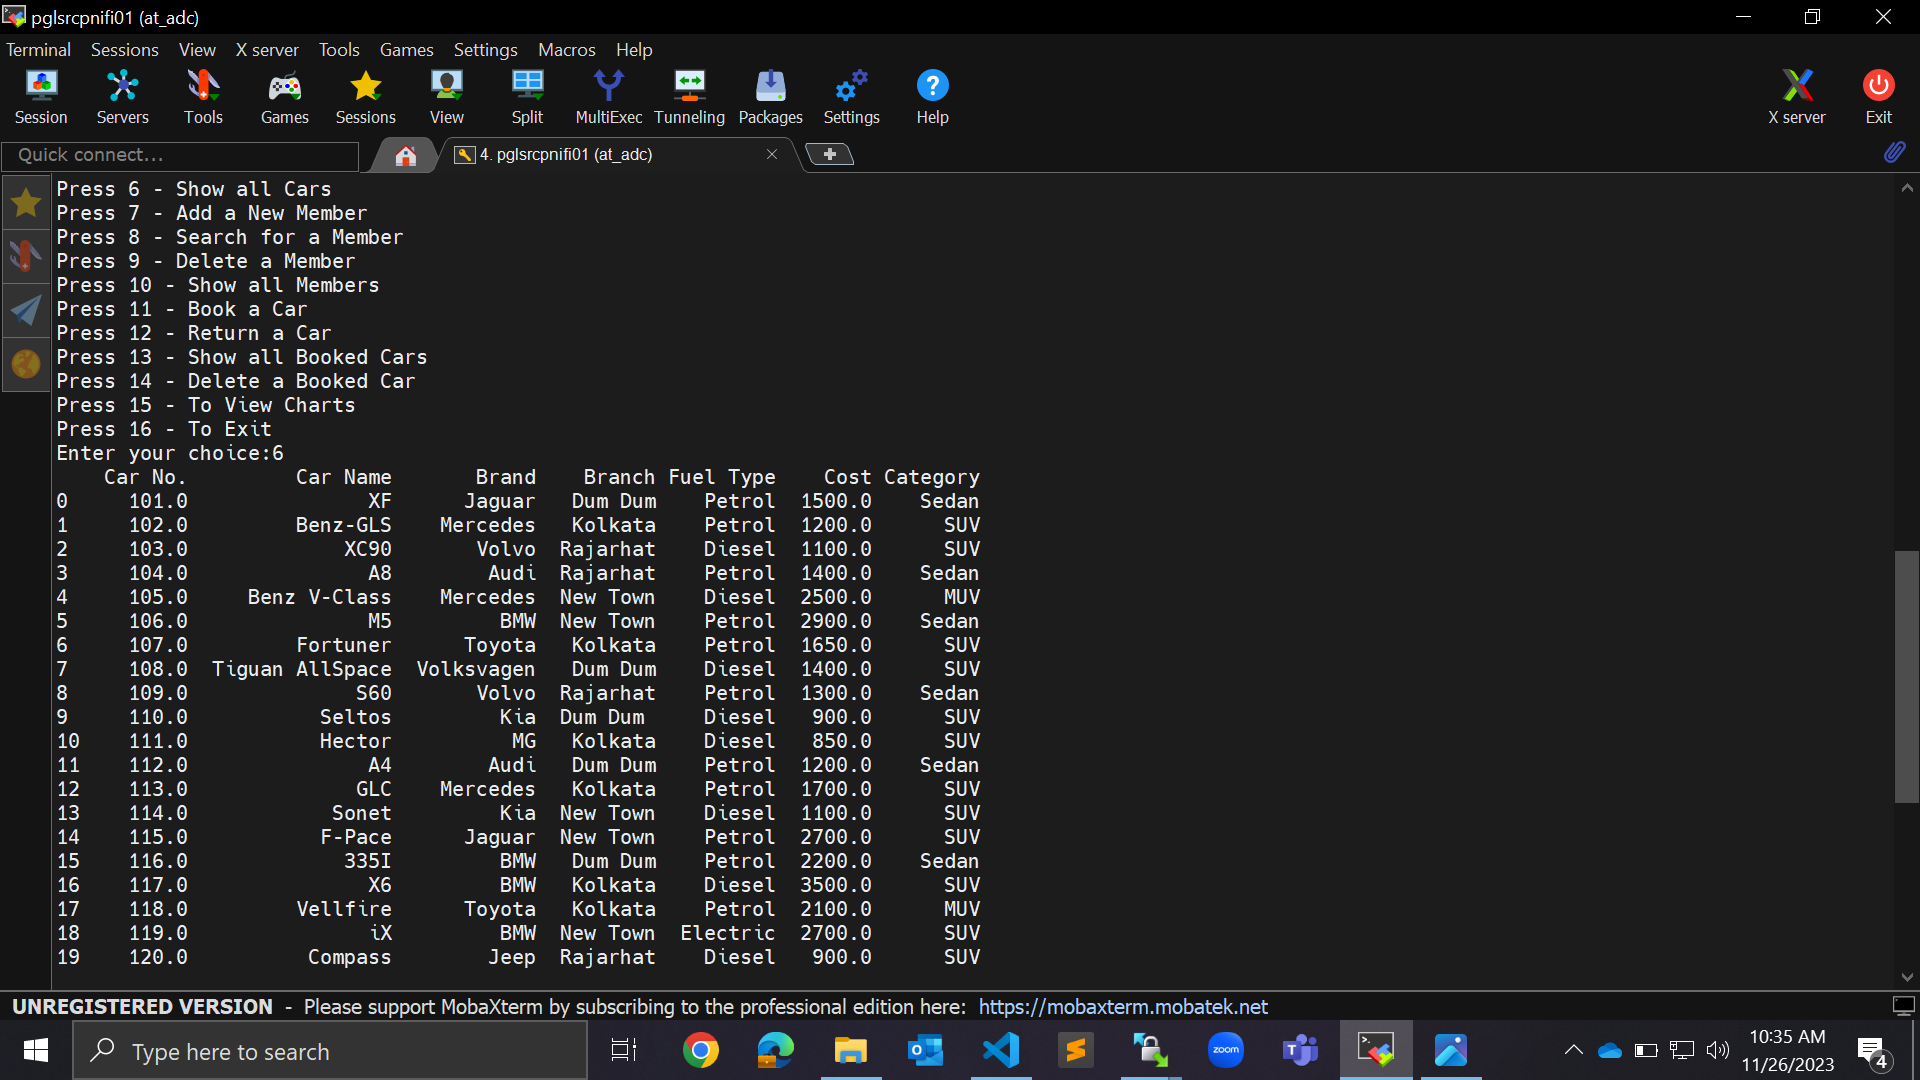 pglsrcpnifi01 (at_adc)
Terminal Sessions View X server Tools Games Settings Macros Help
Session Servers Tools Games Sessions View Split MultiExec Tunneling Packages Settings Help X server Exit
Quick connect... 4. pglsrcpnifi01 (at_adc)
Press 6 - Show all Cars
Press 7 - Add a New Member
Press 8 - Search for a Member
Press 9 - Delete a Member
Press 10 - Show all Members
Press 11 - Book a Car
Press 12 - Return a Car
Press 13 - Show all Booked Cars
Press 14 - Delete a Booked Car
Press 15 - To View Charts
Press 16 - To Exit
Enter your choice:6
Car No. Car Name Brand Branch Fuel Type Cost Category
0 101.0 XF Jaguar Dum Dum Petrol 1500.0 Sedan
1 102.0 Benz-GLS Mercedes Kolkata Petrol 1200.0 SUV
2 103.0 XC90 Volvo Rajarhat Diesel 1100.0 SUV
3 104.0 A8 Audi Rajarhat Petrol 1400.0 Sedan
4 105.0 Benz V-Class Mercedes New Town Diesel 2500.0 MUV
5 106.0 M5 BMW New Town Petrol 2900.0 Sedan
6 107.0 Fortuner Toyota Kolkata Petrol 1650.0 SUV
7 108.0 Tiguan AllSpace Volksvagen Dum Dum Diesel 1400.0 SUV
8 109.0 S60 Volvo Rajarhat Petrol 1300.0 Sedan
9 110.0 Seltos Kia Dum Dum Diesel 900.0 SUV
10 111.0 Hector MG Kolkata Diesel 850.0 SUV
11 112.0 A4 Audi Dum Dum Petrol 1200.0 Sedan
12 113.0 GLC Mercedes Kolkata Petrol 1700.0 SUV
13 114.0 Sonet Kia New Town Diesel 1100.0 SUV
14 115.0 F-Pace Jaguar New Town Petrol 2700.0 SUV
15 116.0 335I BMW Dum Dum Petrol 2200.0 Sedan
16 117.0 X6 BMW Kolkata Diesel 3500.0 SUV
17 118.0 Vellfire Toyota Kolkata Petrol 2100.0 MUV
18 119.0 iX BMW New Town Electric 2700.0 SUV
19 120.0 Compass Jeep Rajarhat Diesel 900.0 SUV
UNREGISTERED VERSION - Please support MobaXterm by subscribing to the professional edition here: https://mobaxterm.mobatek.net
Type here to search zoom 10:35 AM
11/26/2023 4